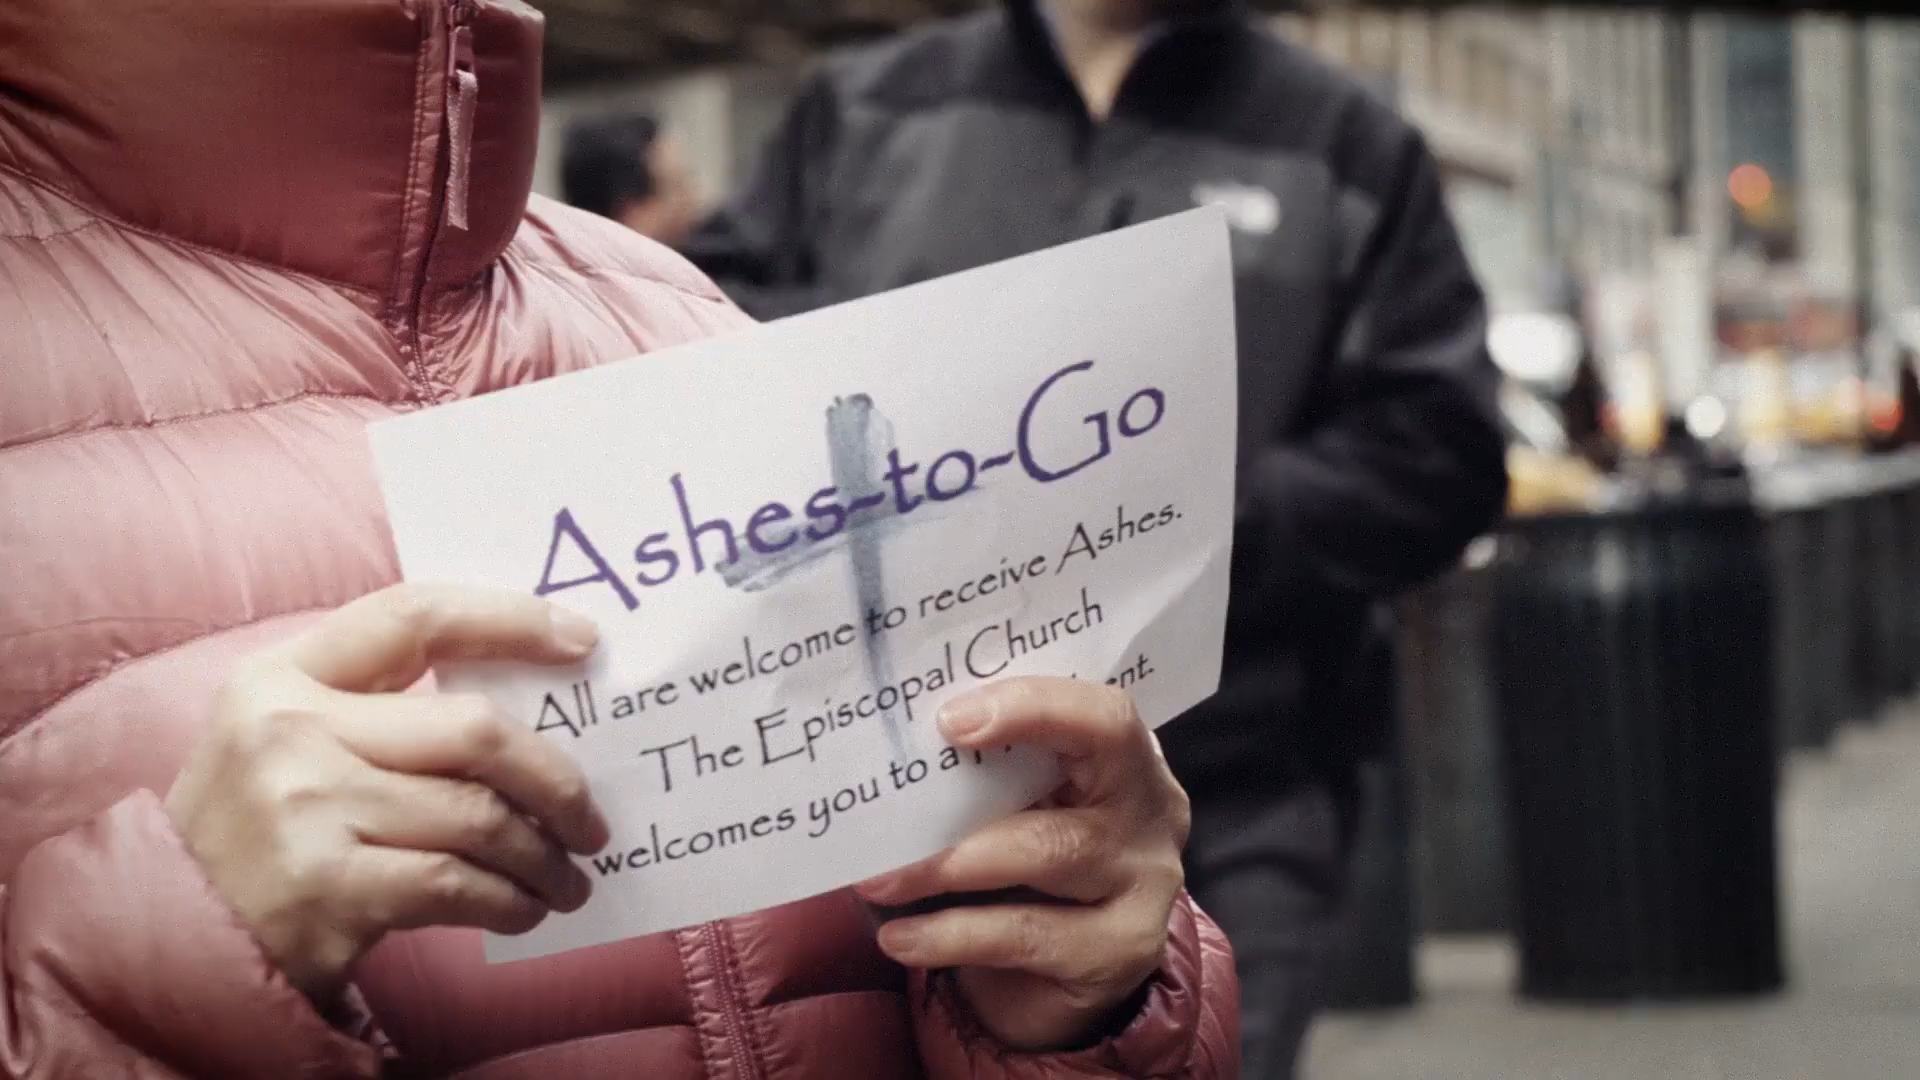 Ashes-to-Go
All are welcome to receive Ashes.
The Episcopal Church
welcomes you to a